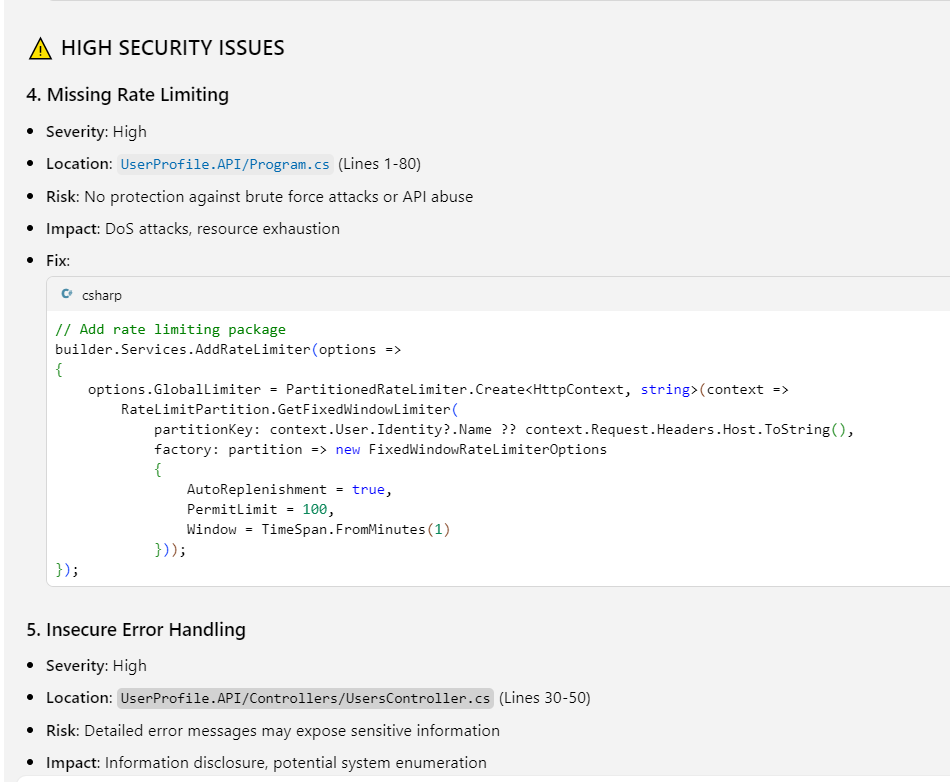 ⚠ HIGH SECURITY ISSUES
4. Missing Rate Limiting
• Severity: High
• Location: UserProfile.API/Program.cs (Lines 1-80)
• Risk: No protection against brute force attacks or API abuse
• Impact: DoS attacks, resource exhaustion
• Fix:
C# csharp
// Add rate limiting package
builder.Services.AddRateLimiter(options =>
{
    options.GlobalLimiter = PartitionedRateLimiter.Create<HttpContext, string>(context =>
        RateLimitPartition.GetFixedWindowLimiter(
            partitionKey: context.User.Identity?.Name ?? context.Request.Headers.Host.ToString(),
            factory: partition => new FixedWindowRateLimiterOptions
            {
                AutoReplenishment = true,
                PermitLimit = 100,
                Window = TimeSpan.FromMinutes(1)
            }));
});
5. Insecure Error Handling
• Severity: High
• Location: UserProfile.API/Controllers/UsersController.cs (Lines 30-50)
• Risk: Detailed error messages may expose sensitive information
• Impact: Information disclosure, potential system enumeration